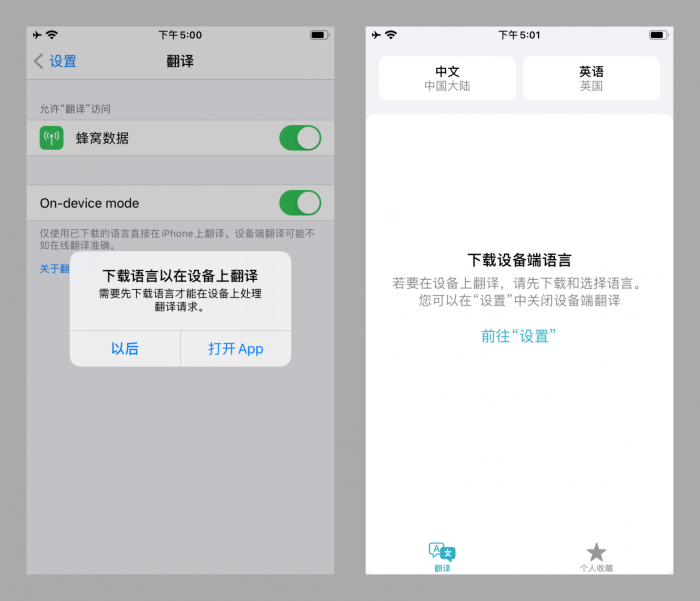 下午 5:00
设置
翻译
允许“翻译”访问
蜂窝数据
On-device mode
仅使用已下载的语言直接在 iPhone 上翻译。设备端翻译可能不
如在线翻译准确。
关于翻
下载语言以在设备上翻译
需要先下载语言才能在设备上处理
翻译请求。
以后
打开 App
下午 5:01
中文
中国大陆
英语
英国
下载设备端语言
若要在设备上翻译，请先下载和选择语言。
您可以在“设置”中关闭设备端翻译
前往“设置”
A
文
翻译
个人收藏